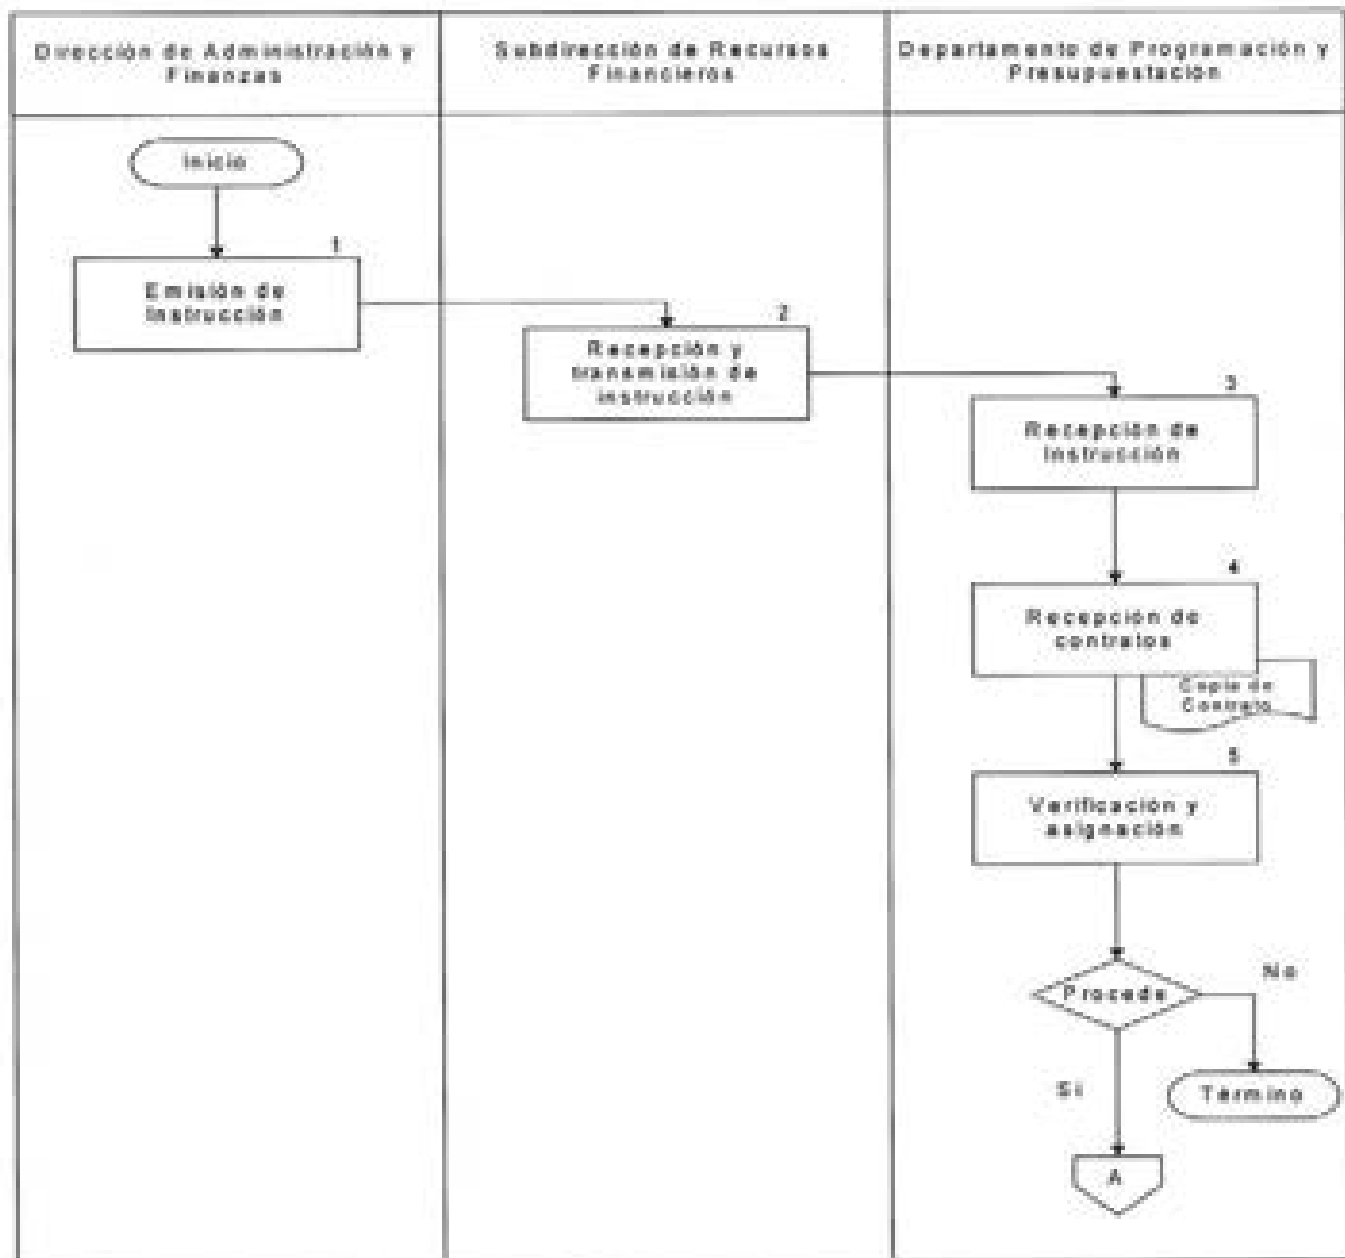 Dirección de Administración y
Finanzas
Subdirección de Recursos
Financieros
Departamento de Programación y
Presupuestación
Inicio
1
Emisión de
Instrucción
2
Recepción y
transmisión de
instrucción
3
Recepción de
Instrucción
4
Recepción de
contratos
Copia de
Contrato
5
Verificación y
asignación
Procede
No
Si
Término
A